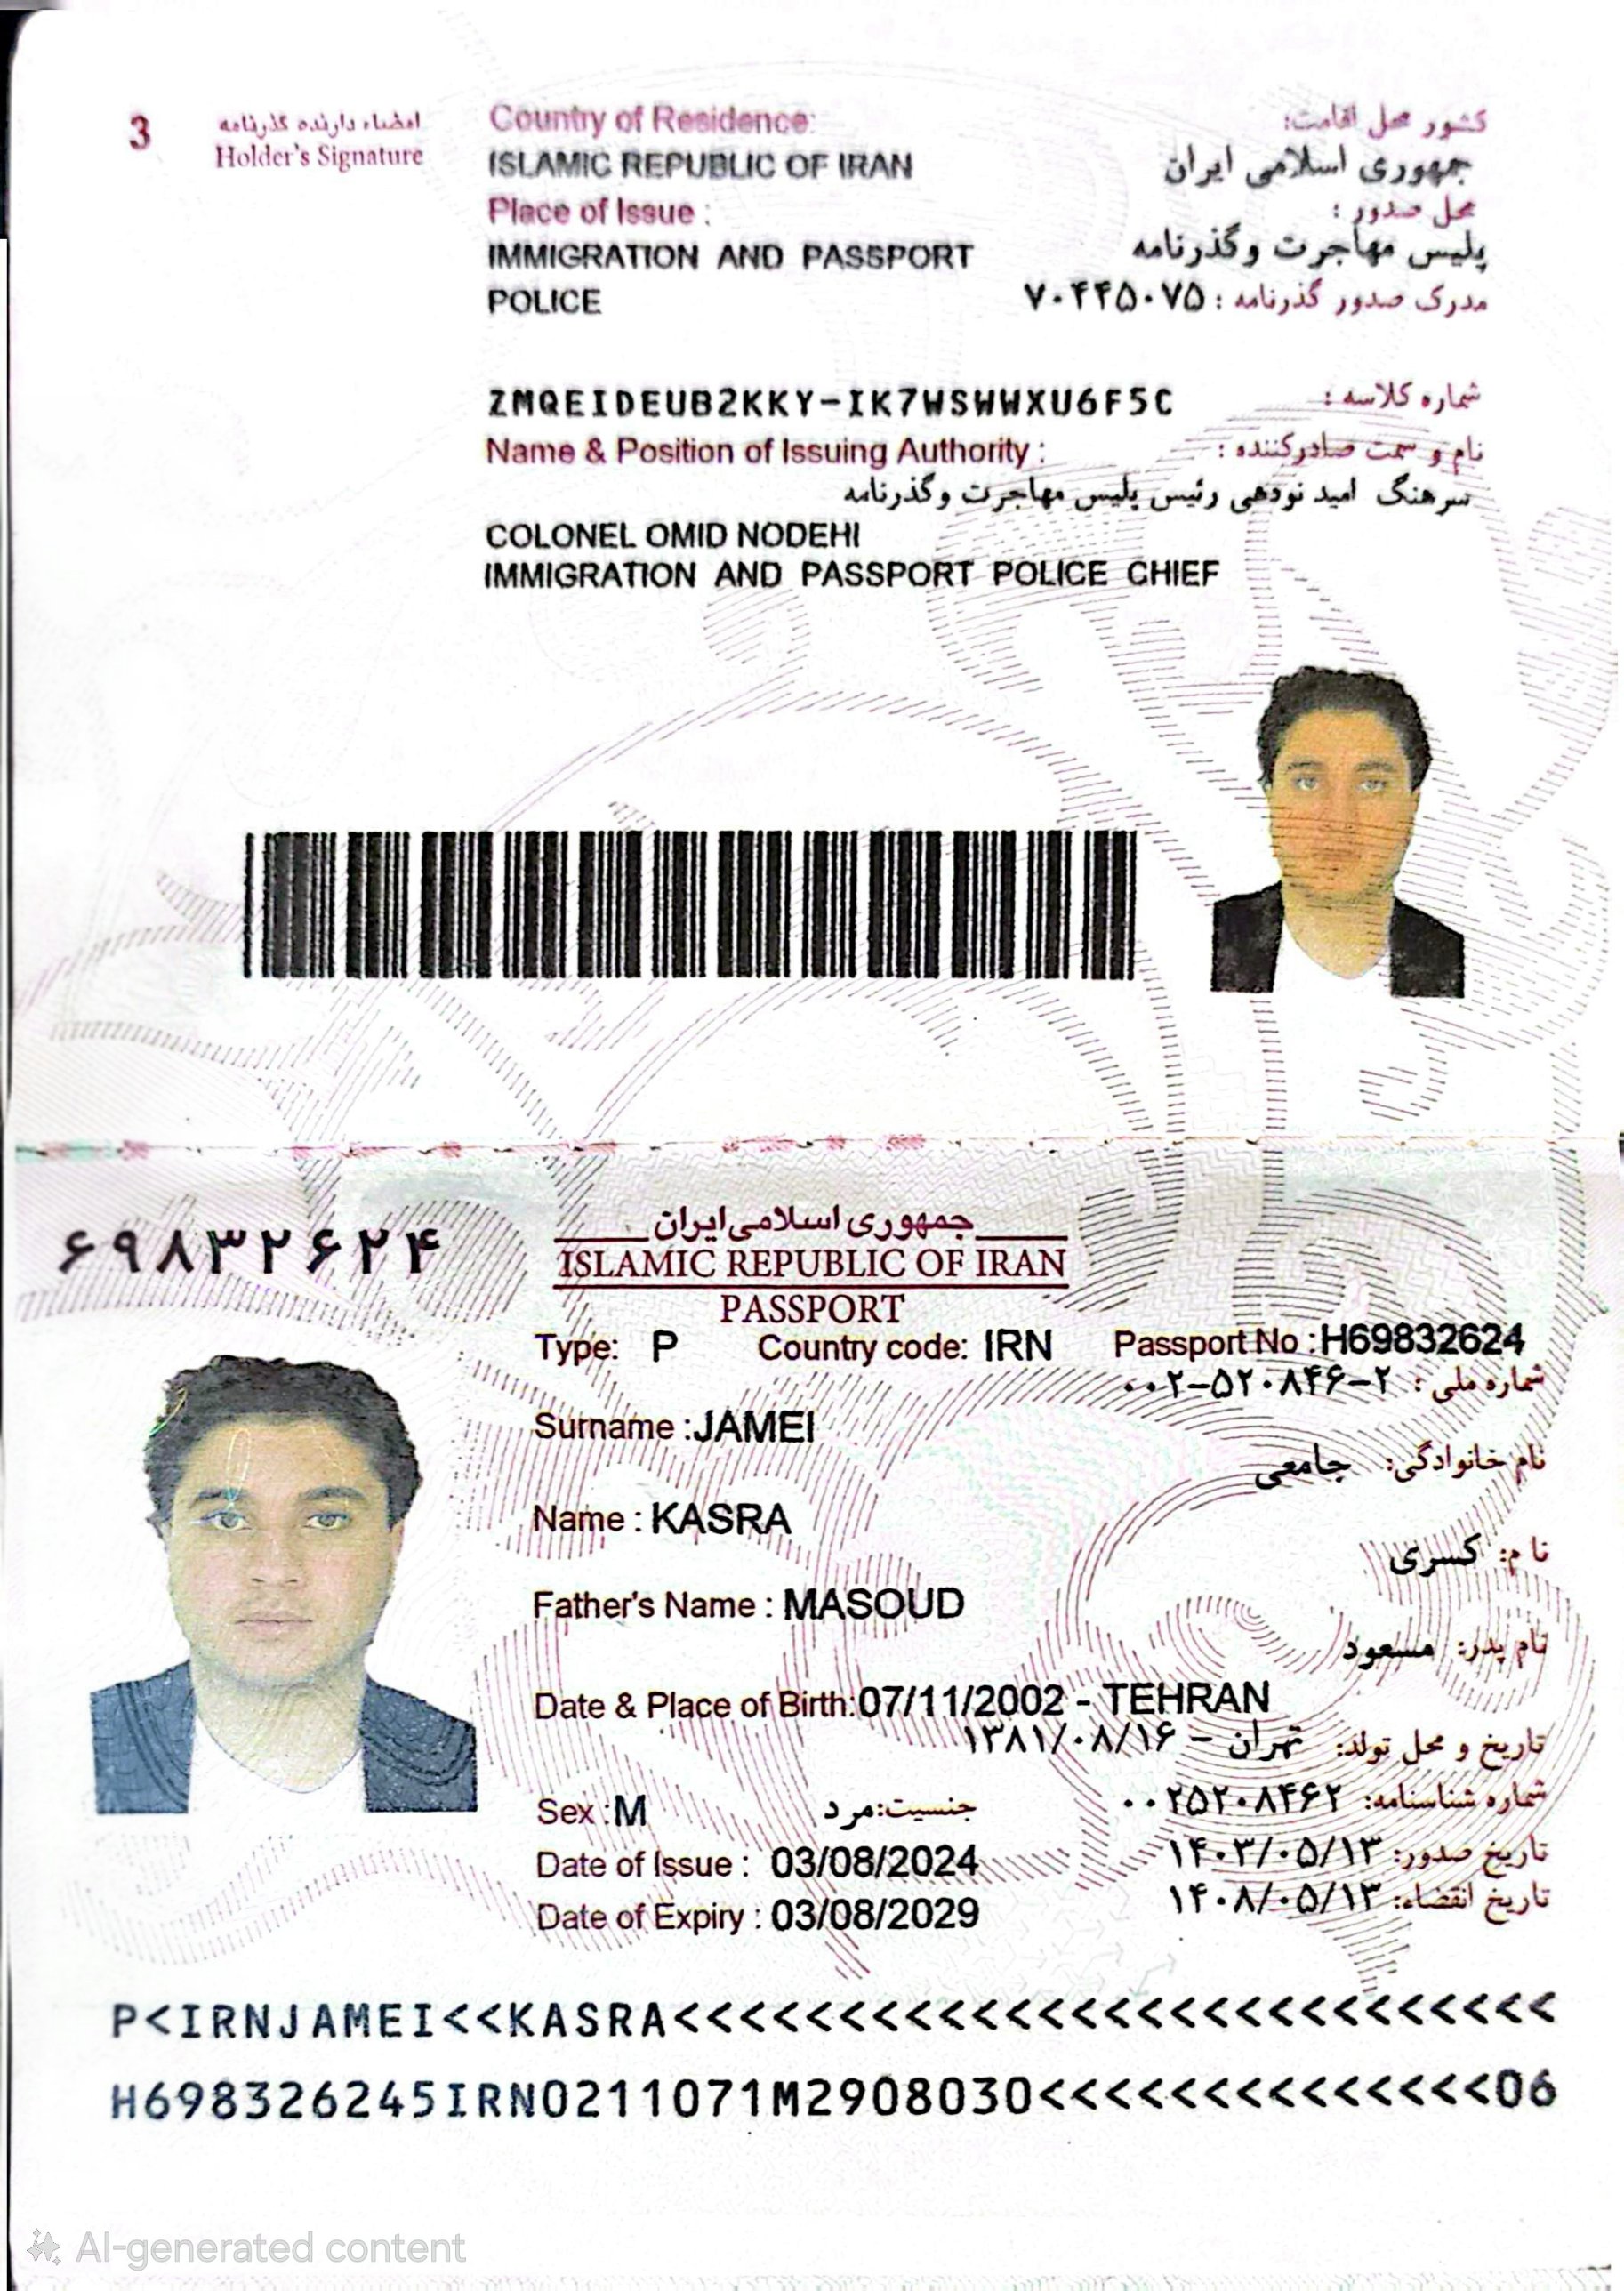 3
امضاء دارنده گذرنامه
Holder's Signature
Country of Residence:
کشور محل اقامت:
ISLAMIC REPUBLIC OF IRAN
جمهوری اسلامی ایران
Place of Issue :
محل صدور :
IMMIGRATION AND PASSPORT
POLICE
پلیس مهاجرت وگذرنامه
مدرک صدور گذرنامه : ۷۰۴۴۵۰۷۵
ZMQEIDEUB2KKY-IK7WSWWXU6F5C
شماره کلاسه :
Name & Position of Issuing Authority :
نام و سمت صادرکننده :
سرهنگ امید نودهی رئیس پلیس مهاجرت وگذرنامه
COLONEL OMID NODEHI
IMMIGRATION AND PASSPORT POLICE CHIEF
۶۹۸۳۲۶۲۴
جمهوری اسلامی ایران
ISLAMIC REPUBLIC OF IRAN
PASSPORT
Type: P Country code: IRN Passport No : H69832624
شماره ملی : ۰۰۲-۵۲۰۸۴۶-۲
Surname : JAMEI
نام خانوادگی: جامعی
Name : KASRA
نام: کسری
Father's Name : MASOUD
نام پدر: مسعود
Date & Place of Birth: 07/11/2002 - TEHRAN
تاریخ و محل تولد: تهران - ۱۳۸۱/۰۸/۱۶
شماره شناسنامه: ۰۰۲۵۲۰۸۴۶۲
Sex : M
جنسیت: مرد
Date of Issue : 03/08/2024
تاریخ صدور: ۱۴۰۳/۰۵/۱۳
Date of Expiry : 03/08/2029
تاریخ انقضاء: ۱۴۰۸/۰۵/۱۳
P<IRNJAMEI<<KASRA<<<<<<<<<<<<<<<<<<<<<<<<<<<
H698326245IRN0211071M2908030<<<<<<<<<<<<<<06
AI-generated content